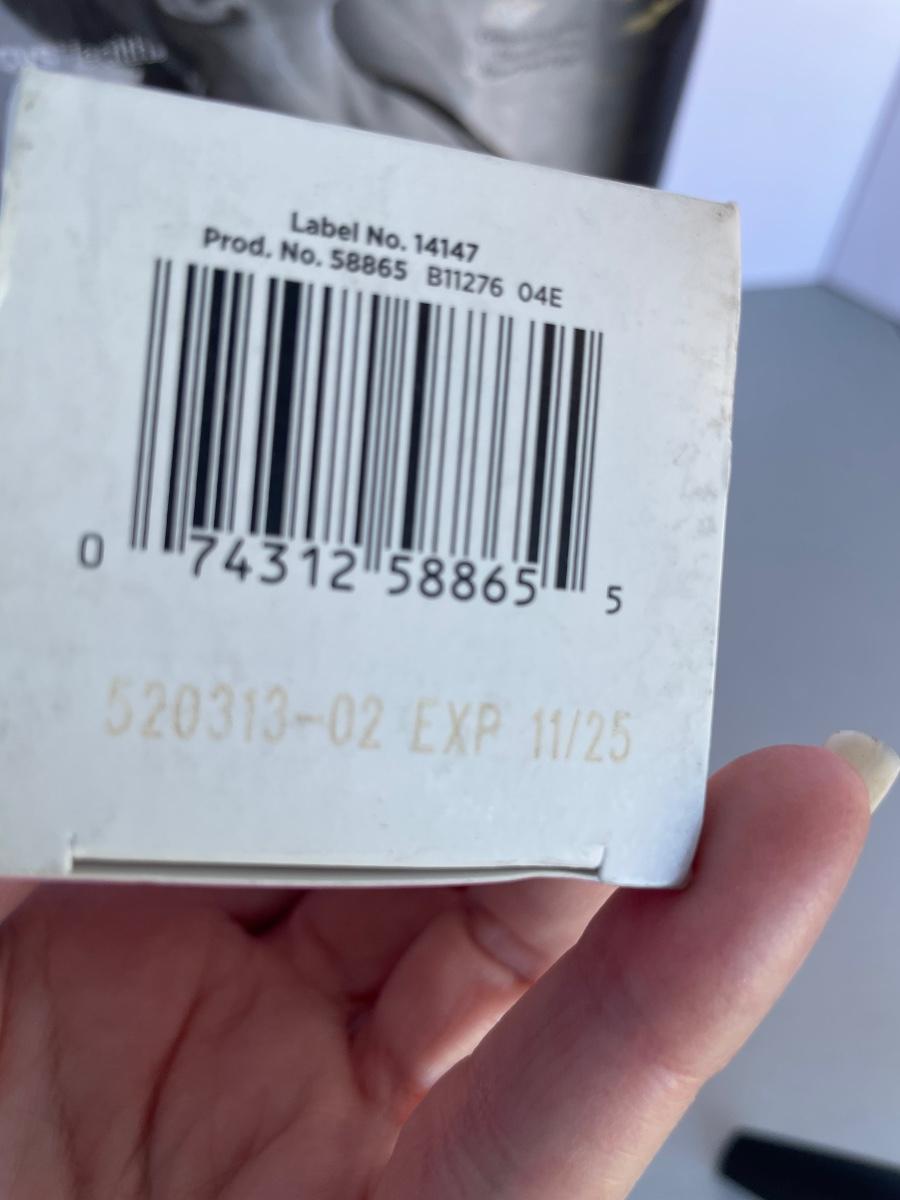 Label No. 14147
Prod. No. 58865 B11276 04E
0 74312 58865 5
520313-02 EXP 11/25